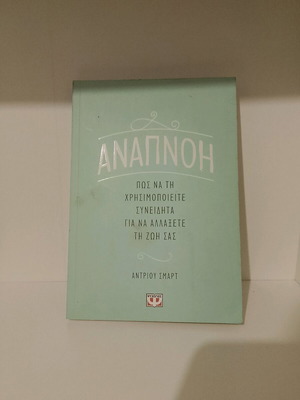 ΑΝΑΠΝΟΗ
ΠΩΣ ΝΑ ΤΗ
ΧΡΗΣΙΜΟΠΟΙΕΙΤΕ
ΣΥΝΕΙΔΗΤΑ
ΓΙΑ ΝΑ ΑΛΛΑΞΕΤΕ
ΤΗ ΖΩΗ ΣΑΣ
ΑΝΤΡΙΟΥ ΣΜΑΡΤ